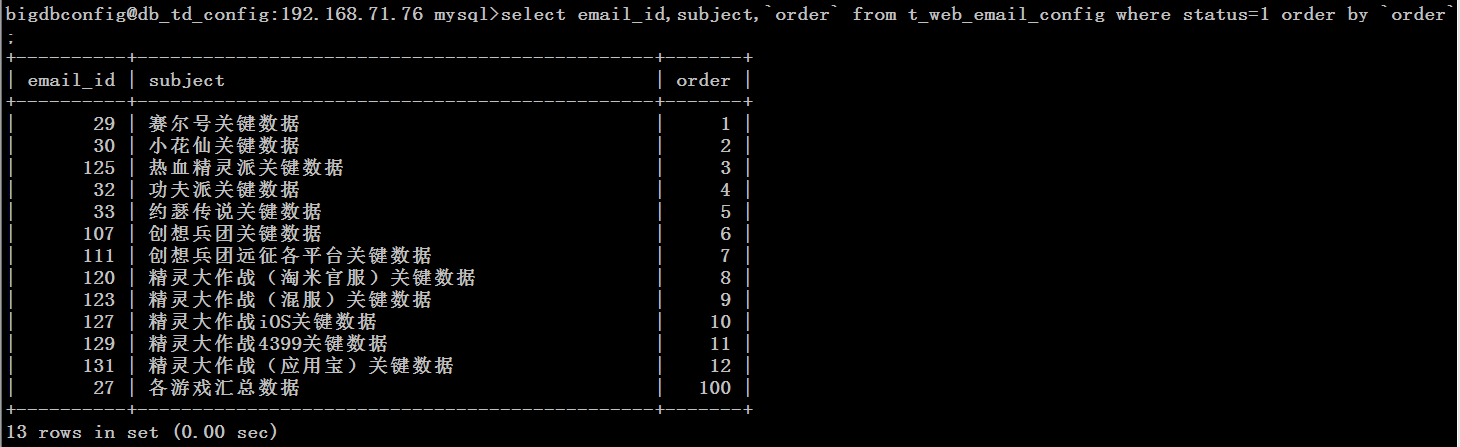 bigdbconfig@db_td_config:192.168.71.76 mysql>select email_id,subject,`order` from t_web_email_config where status=1 order by `order`
;
+----------+------------------------------------------------+-------+
| email_id | subject                                        | order |
+----------+------------------------------------------------+-------+
|       29 | 赛尔号关键数据                                 |     1 |
|       30 | 小花仙关键数据                                 |     2 |
|      125 | 热血精灵派关键数据                             |     3 |
|       32 | 功夫派关键数据                                 |     4 |
|       33 | 约瑟传说关键数据                               |     5 |
|      107 | 创想兵团关键数据                               |     6 |
|      111 | 创想兵团远征各平台关键数据                     |     7 |
|      120 | 精灵大作战（淘米官服）关键数据                 |     8 |
|      123 | 精灵大作战（混服）关键数据                     |     9 |
|      127 | 精灵大作战iOS关键数据                          |    10 |
|      129 | 精灵大作战4399关键数据                         |    11 |
|      131 | 精灵大作战（应用宝）关键数据                   |    12 |
|       27 | 各游戏汇总数据                                 |   100 |
+----------+------------------------------------------------+-------+
13 rows in set (0.00 sec)